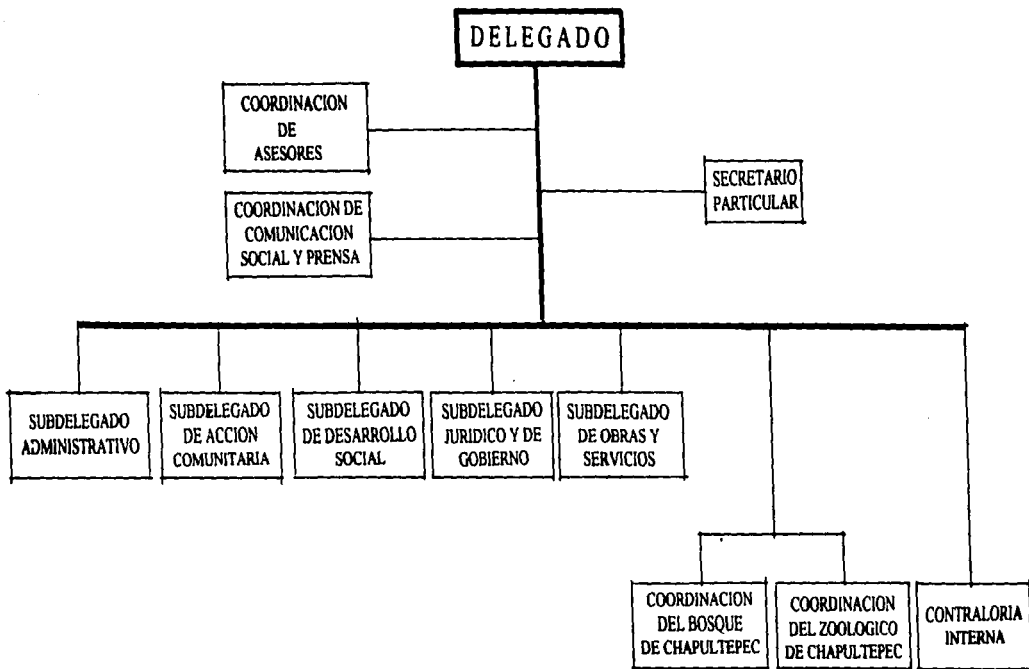 DELEGADO
COORDINACION
DE
ASESORES
SECRETARIO
PARTICULAR
COORDINACION DE
COMUNICACION
SOCIAL Y PRENSA
SUBDELEGADO
ADMINISTRATIVO
SUBDELEGADO
DE ACCION
COMUNITARIA
SUBDELEGADO
DE DESARROLLO
SOCIAL
SUBDELEGADO
JURIDICO Y DE
GOBIERNO
SUBDELEGADO
DE OBRAS Y
SERVICIOS
COORDINACION
DEL BOSQUE
DE CHAPULTEPEC
COORDINACION
DEL ZOOLOGICO
DE CHAPULTEPEC
CONTRALORIA
INTERNA